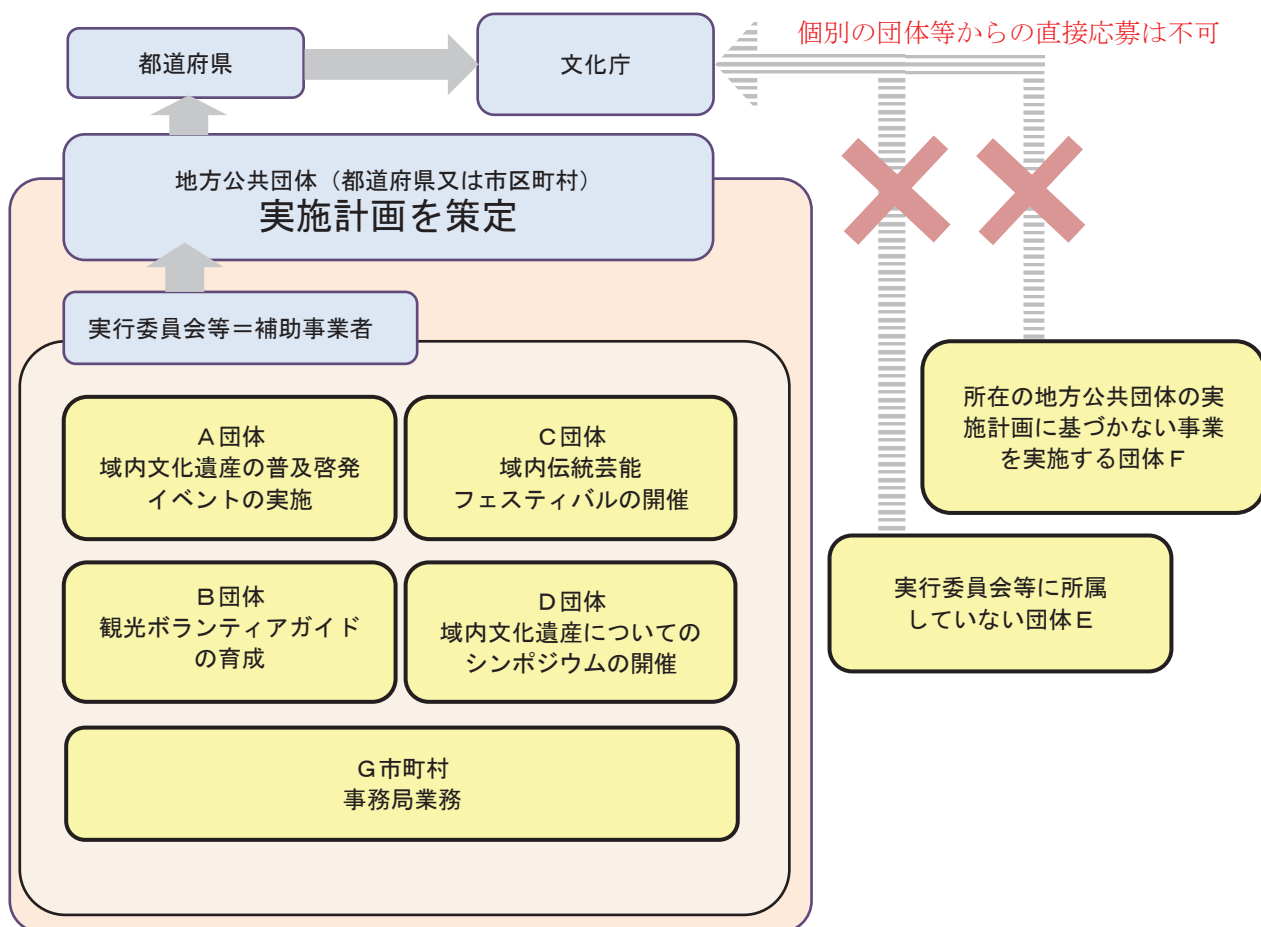 個別の団体等からの直接応募は不可
都道府県
文化庁
地方公共団体（都道府県又は市区町村）
実施計画を策定
実行委員会等＝補助事業者
Ａ団体
域内文化遺産の普及啓発
イベントの実施
Ｃ団体
域内伝統芸能
フェスティバルの開催
Ｂ団体
観光ボランティアガイド
の育成
Ｄ団体
域内文化遺産についての
シンポジウムの開催
Ｇ市町村
事務局業務
所在の地方公共団体の実
施計画に基づかない事業
を実施する団体Ｆ
実行委員会等に所属
していない団体Ｅ